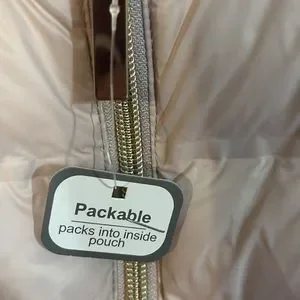 Packable
packs into inside
pouch